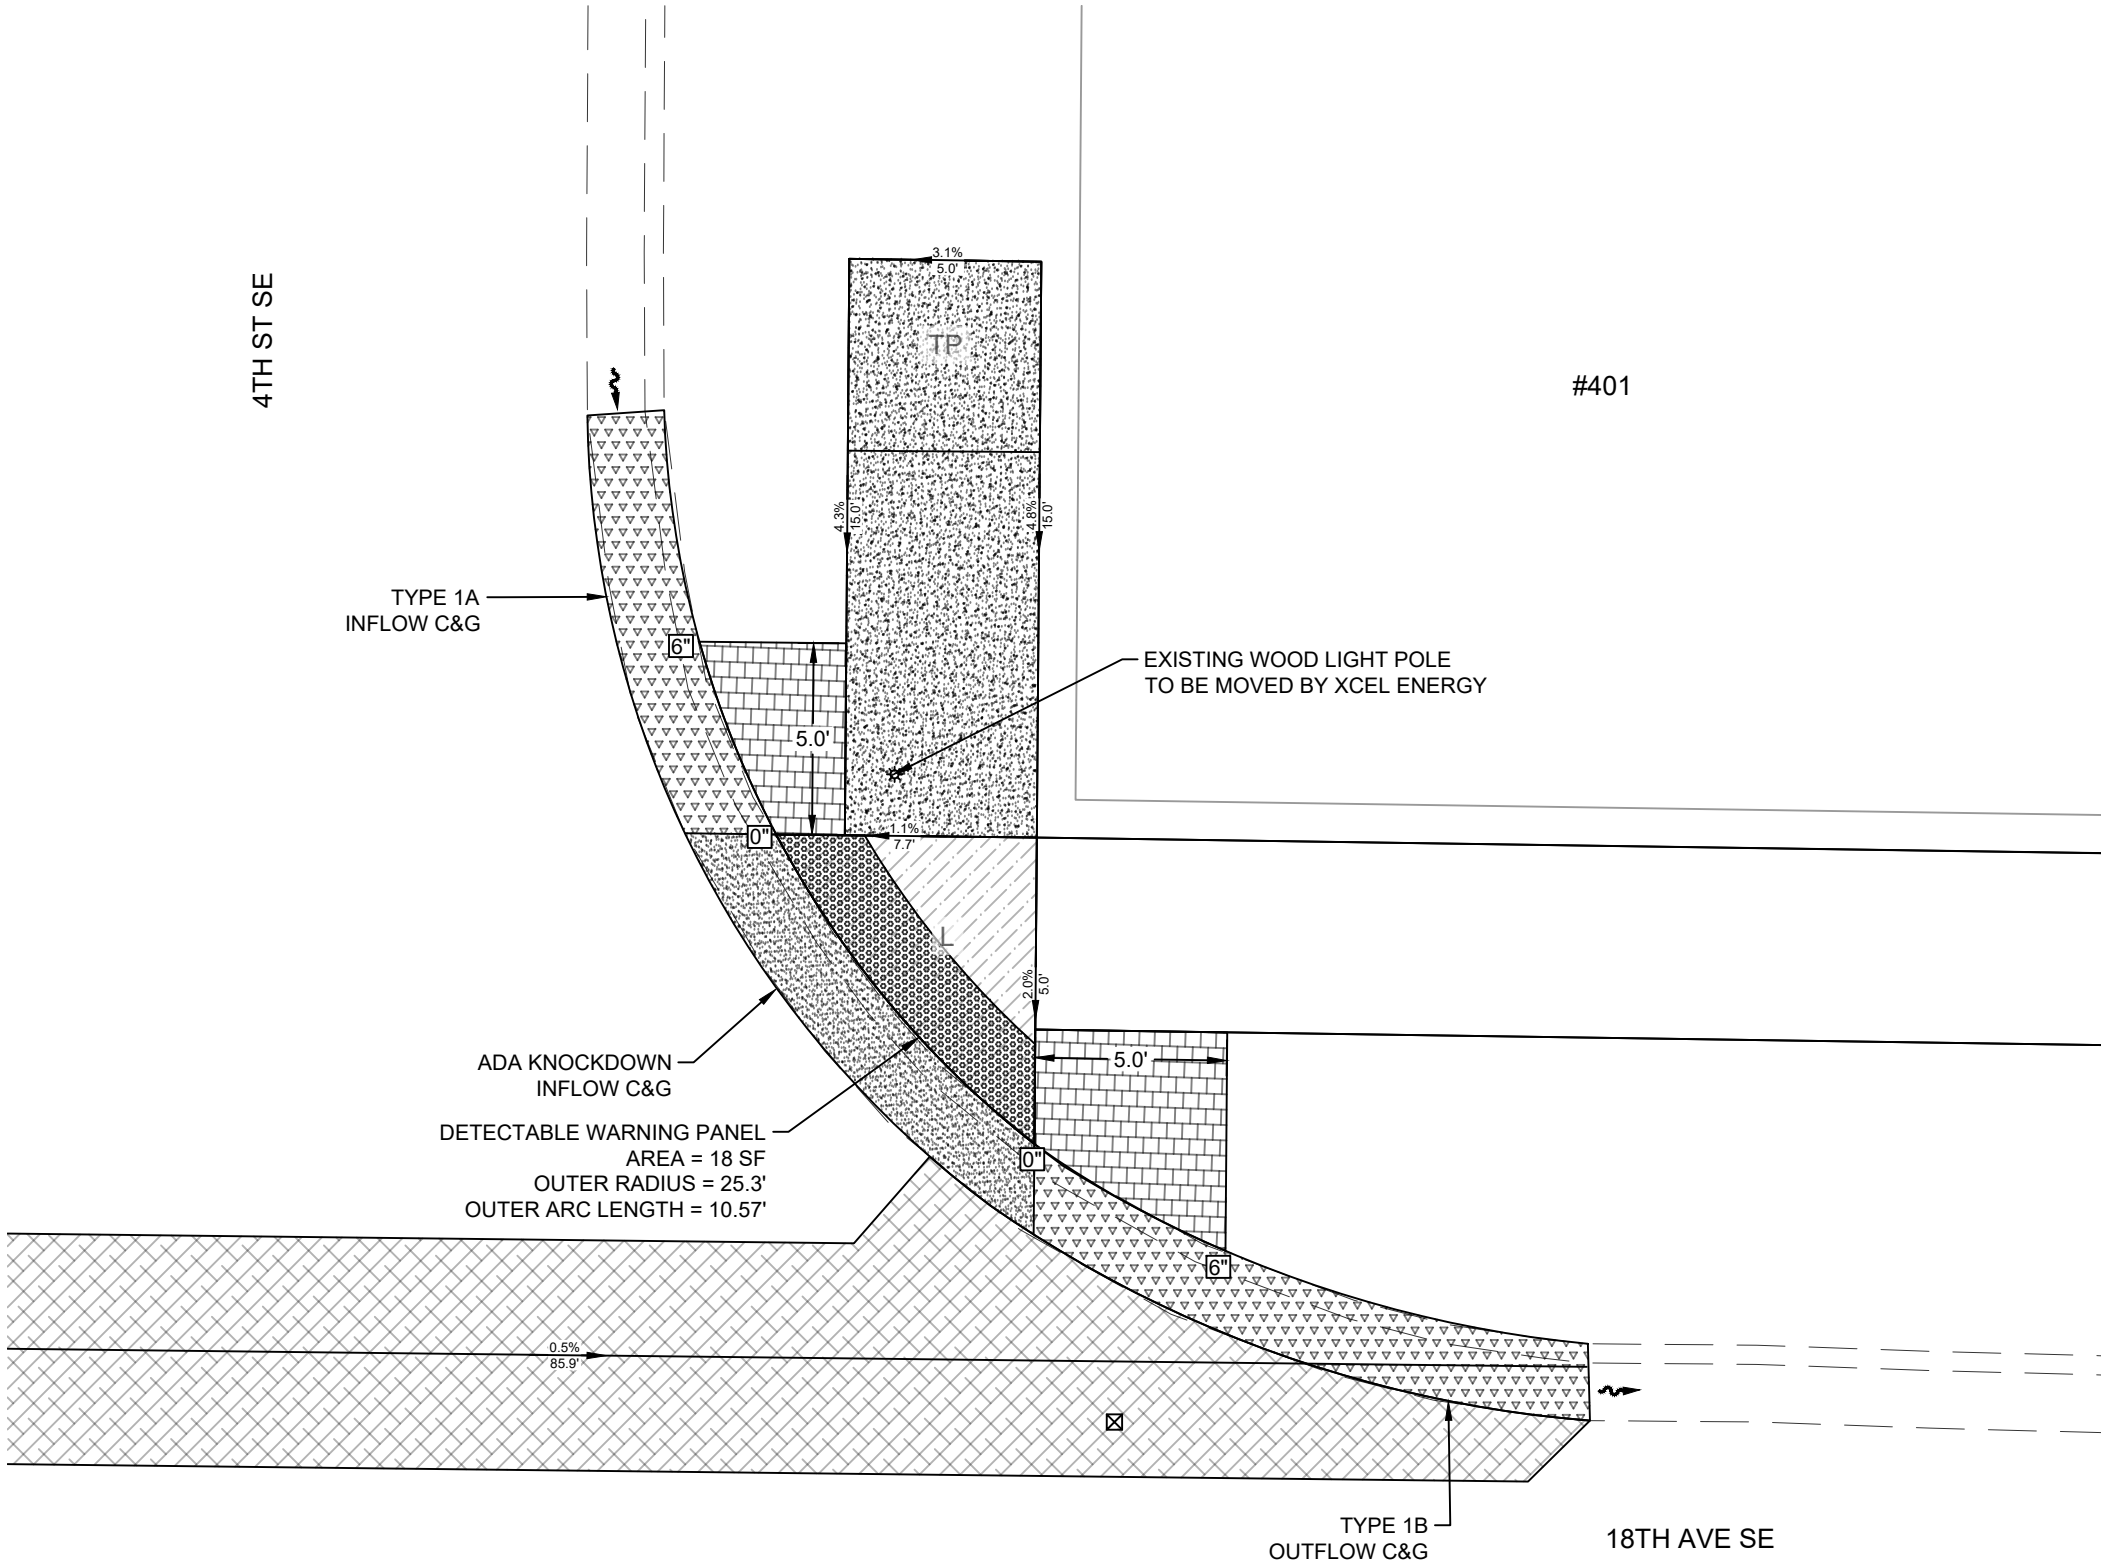 3.1%
5.0'
4TH ST SE
TP
#401
4.3%
15.0'
4.8%
15.0'
TYPE 1A
INFLOW C&G
6"
EXISTING WOOD LIGHT POLE
TO BE MOVED BY XCEL ENERGY
5.0'
0"
1.1%
7.7'
L
2.0%
5.0'
ADA KNOCKDOWN
INFLOW C&G
5.0'
DETECTABLE WARNING PANEL
AREA = 18 SF
OUTER RADIUS = 25.3'
OUTER ARC LENGTH = 10.57'
0"
6"
0.5%
85.9'
TYPE 1B
OUTFLOW C&G
18TH AVE SE